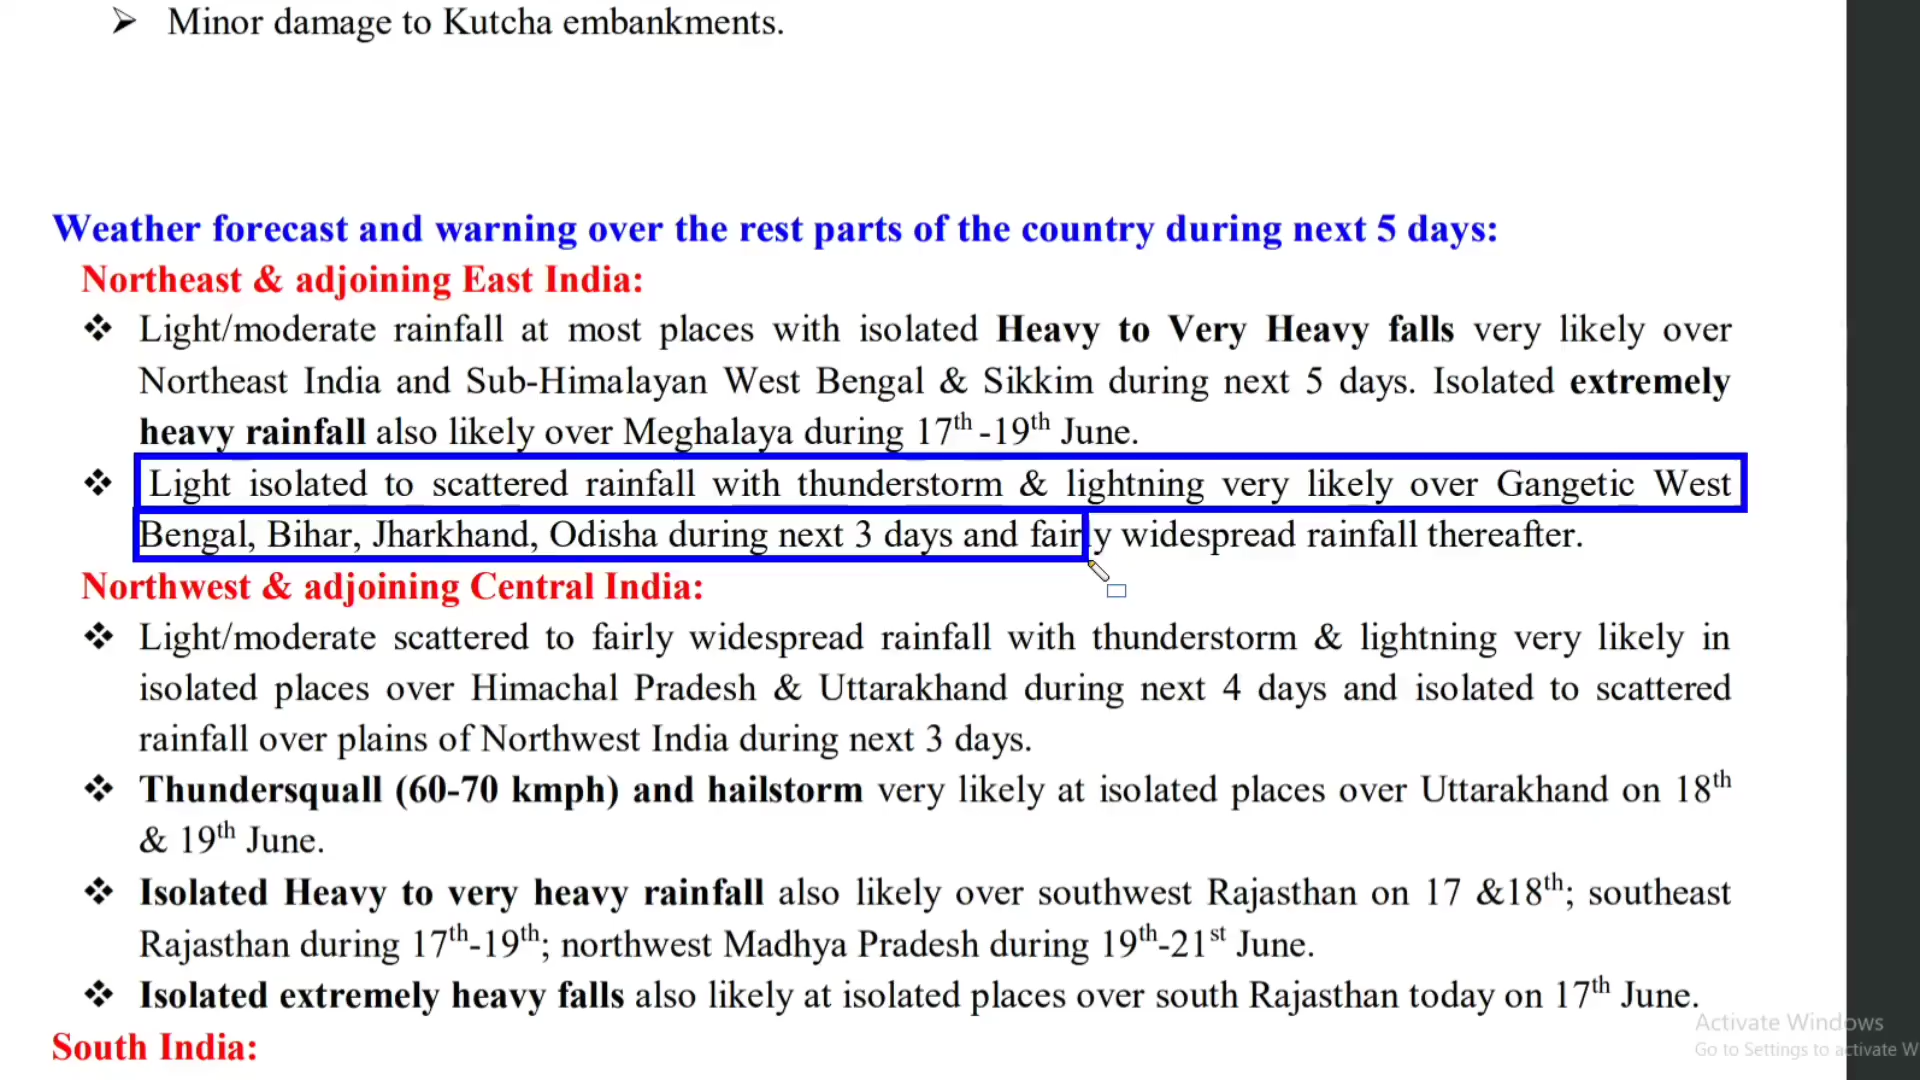 ➢ Minor damage to Kutcha embankments.
Weather forecast and warning over the rest parts of the country during next 5 days:
Northeast & adjoining East India:
❖ Light/moderate rainfall at most places with isolated Heavy to Very Heavy falls very likely over
Northeast India and Sub-Himalayan West Bengal & Sikkim during next 5 days. Isolated extremely
heavy rainfall also likely over Meghalaya during 17th -19th June.
❖ Light isolated to scattered rainfall with thunderstorm & lightning very likely over Gangetic West
Bengal, Bihar, Jharkhand, Odisha during next 3 days and fairly widespread rainfall thereafter.
Northwest & adjoining Central India:
❖ Light/moderate scattered to fairly widespread rainfall with thunderstorm & lightning very likely in
isolated places over Himachal Pradesh & Uttarakhand during next 4 days and isolated to scattered
rainfall over plains of Northwest India during next 3 days.
❖ Thundersquall (60-70 kmph) and hailstorm very likely at isolated places over Uttarakhand on 18th
& 19th June.
❖ Isolated Heavy to very heavy rainfall also likely over southwest Rajasthan on 17 &18th; southeast
Rajasthan during 17th-19th; northwest Madhya Pradesh during 19th-21st June.
❖ Isolated extremely heavy falls also likely at isolated places over south Rajasthan today on 17th June.
South India:
Activate Windows
Go to Settings to activate W